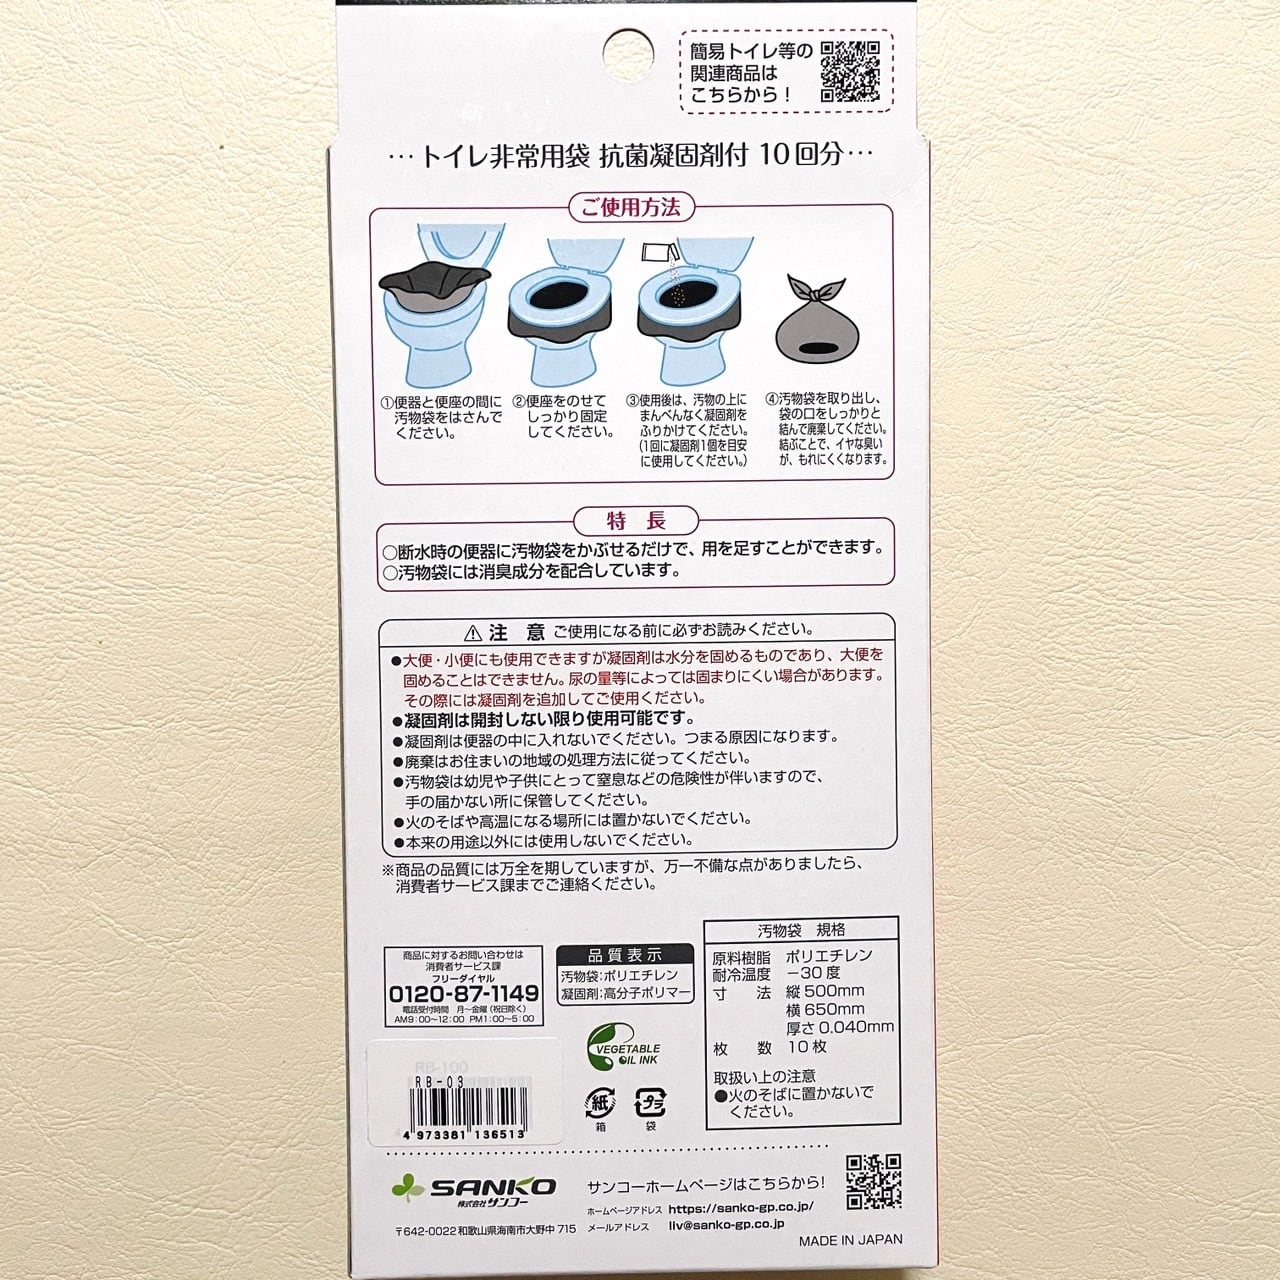 簡易トイレ等の
関連商品は
こちらから！
…トイレ非常用袋 抗菌凝固剤付 10回分…
ご使用方法
①便器と便座の間に
汚物袋をはさんで
ください。
②便座をのせて
しっかり固定
してください。
③使用後は、汚物の上に
まんべんなく凝固剤を
ふりかけてください。
(1回に凝固剤1個を目安
に使用してください。)
④汚物袋を取り出し、
袋の口をしっかりと
結んで廃棄してください。
結ぶことで、イヤな臭い
が、もれにくくなります。
特 長
○断水時の便器に汚物袋をかぶせるだけで、用を足すことができます。
○汚物袋には消臭成分を配合しています。
⚠注 意 ご使用になる前に必ずお読みください。
●大便・小便にも使用できますが凝固剤は水分を固めるものであり、大便を
固めることはできません。尿の量等によっては固まりにくい場合があります。
その際には凝固剤を追加してご使用ください。
●凝固剤は開封しない限り使用可能です。
●凝固剤は便器の中に入れないでください。つまる原因になります。
●廃棄はお住まいの地域の処理方法に従ってください。
●汚物袋は幼児や子供にとって窒息などの危険性が伴いますので、
手の届かない所に保管してください。
●火のそばや高温になる場所には置かないでください。
●本来の用途以外には使用しないでください。
※商品の品質には万全を期していますが、万一不備な点がありましたら、
消費者サービス課までご連絡ください。
商品に対するお問い合わせは
消費者サービス課
フリーダイヤル
0120-87-1149
電話受付時間 月～金曜(祝日除く)
AM9:00～12:00 PM1:00～5:00
品質表示
汚物袋:ポリエチレン
凝固剤:高分子ポリマー
VEGETABLE
OIL INK
紙
箱
プラ
袋
汚物袋 規格
原料樹脂 ポリエチレン
耐冷温度 −30度
寸 法 縦500mm
横650mm
厚さ0.040mm
枚 数 10枚
取扱い上の注意
●火のそばに置かないで
ください。
RB-100
RB-03
4 973381 136513
SANKO
株式会社サンコー
〒642-0022和歌山県海南市大野中715
サンコーホームページはこちらから!
ホームページアドレス https://sanko-gp.co.jp/
メールアドレス liv@sanko-gp.co.jp
MADE IN JAPAN